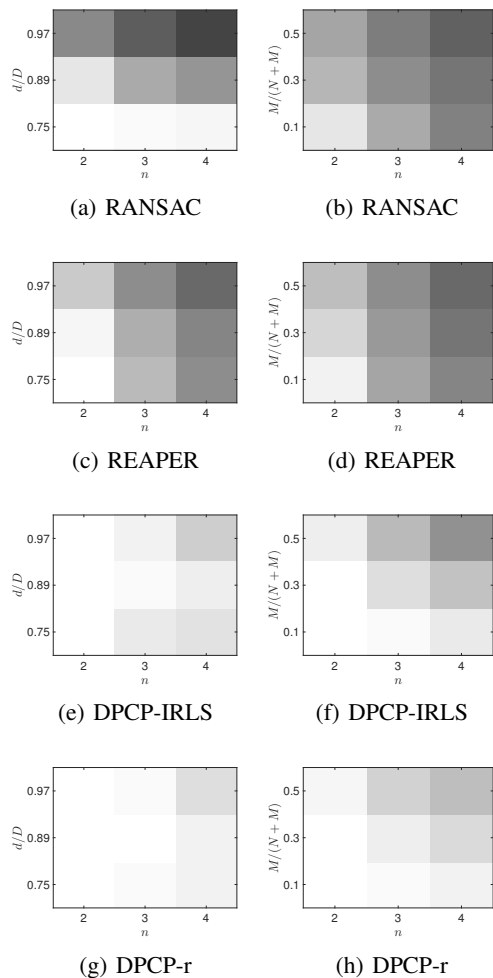 0.97
0.89
0.75
d/D
2 3 4
n
(a) RANSAC
0.5
0.3
0.1
M/(N + M)
2 3 4
n
(b) RANSAC
0.97
0.89
0.75
d/D
2 3 4
n
(c) REAPER
0.5
0.3
0.1
M/(N + M)
2 3 4
n
(d) REAPER
0.97
0.89
0.75
d/D
2 3 4
n
(e) DPCP-IRLS
0.5
0.3
0.1
M/(N + M)
2 3 4
n
(f) DPCP-IRLS
0.97
0.89
0.75
d/D
2 3 4
n
(g) DPCP-r
0.5
0.3
0.1
M/(N + M)
2 3 4
n
(h) DPCP-r